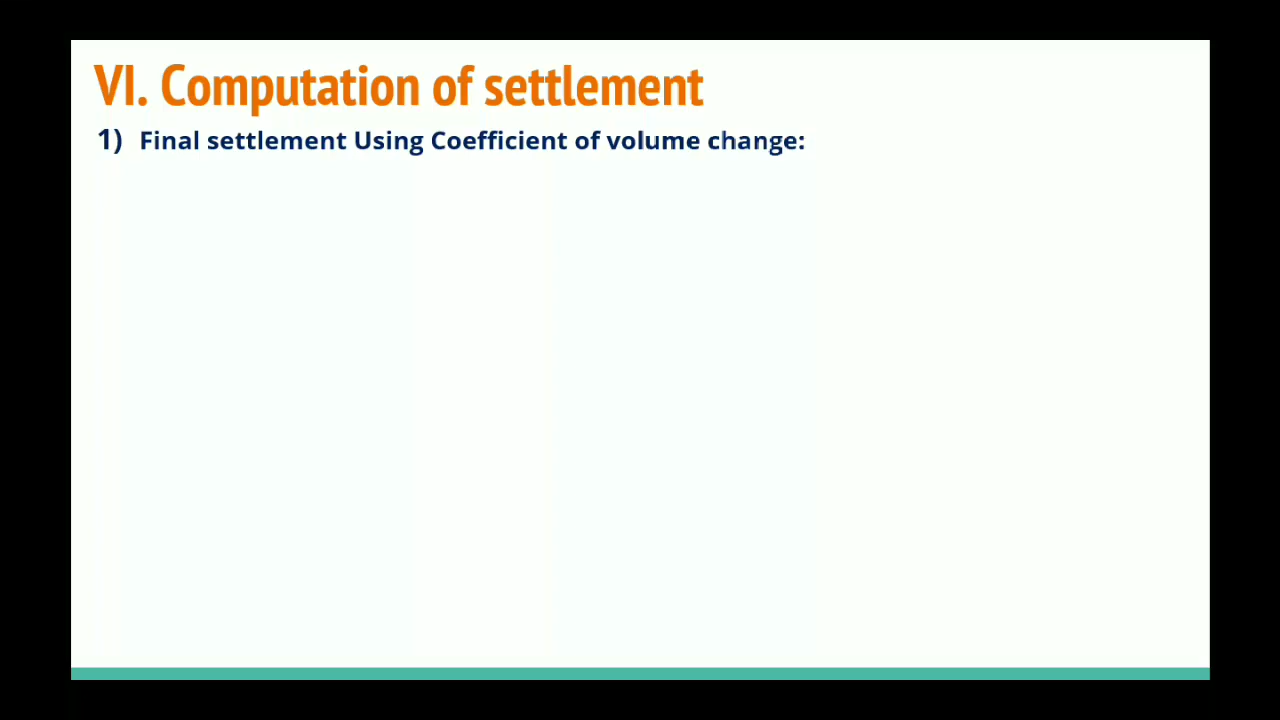 VI. Computation of settlement
1) Final settlement Using Coefficient of volume change: